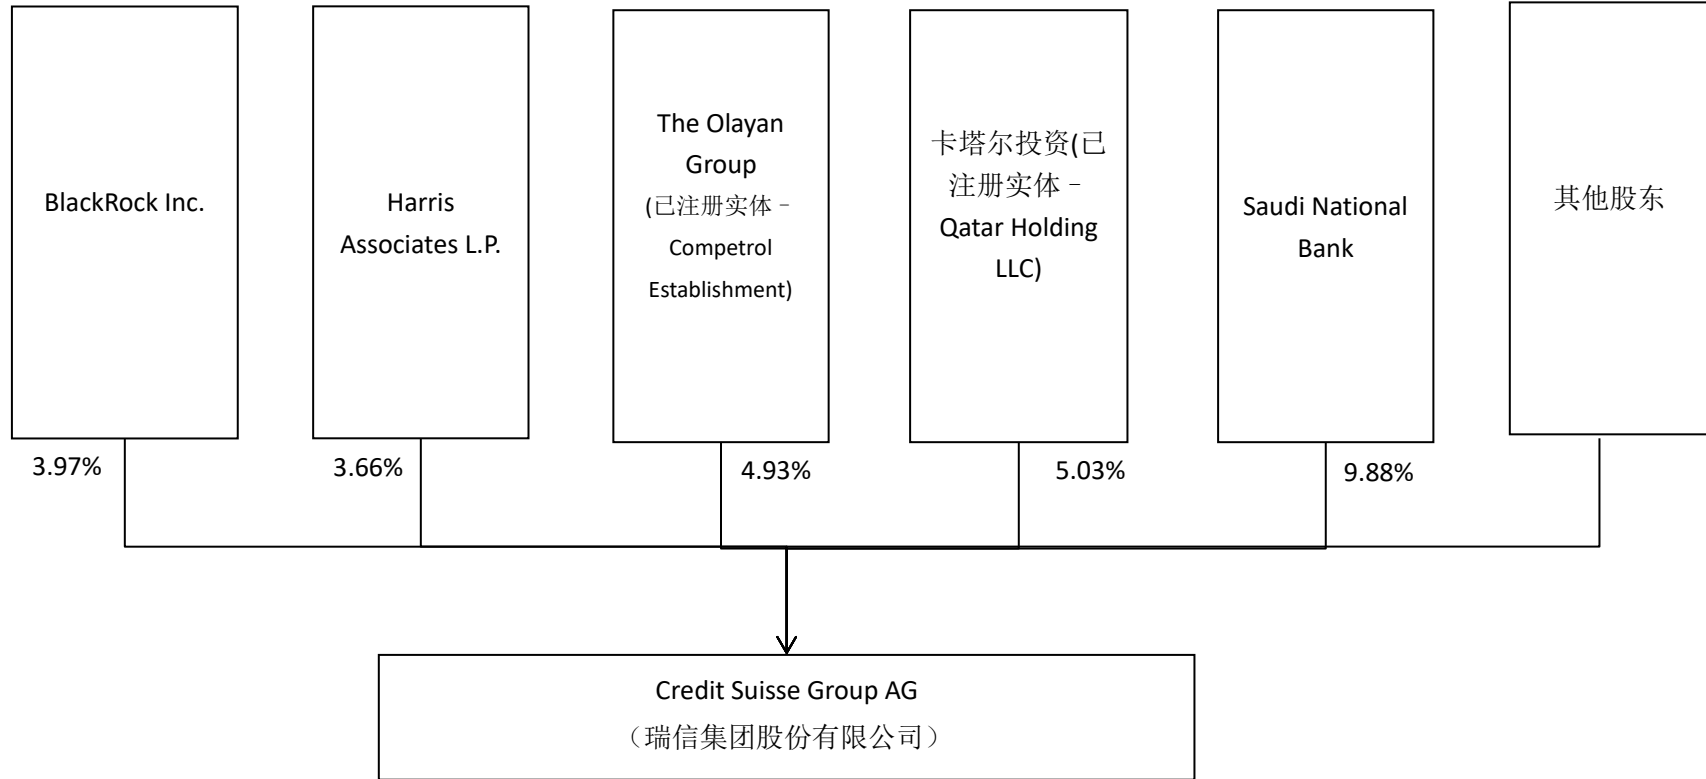 BlackRock Inc.
Harris
Associates L.P.
The Olayan
Group
(已注册实体–
Competrol
Establishment)
卡塔尔投资(已
注册实体–
Qatar Holding
LLC)
Saudi National
Bank
其他股东
3.97%
3.66%
4.93%
5.03%
9.88%
Credit Suisse Group AG
（瑞信集团股份有限公司）